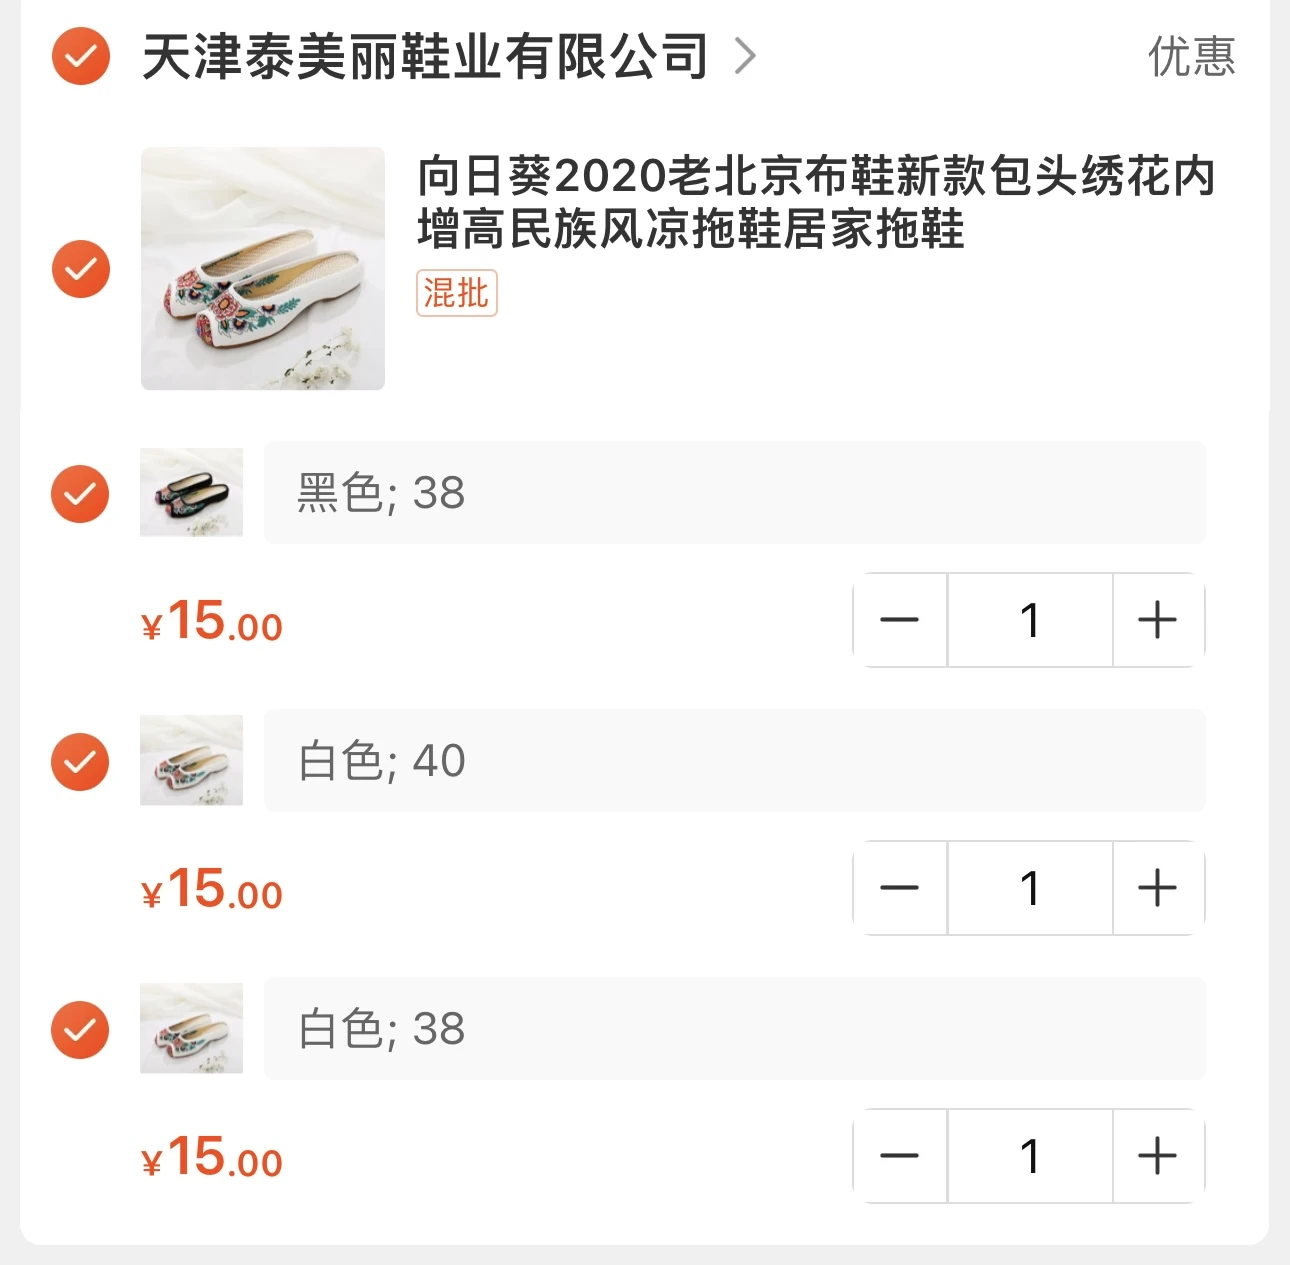 天津泰美丽鞋业有限公司
优惠
向日葵2020老北京布鞋新款包头绣花内
增高民族风凉拖鞋居家拖鞋
混批
黑色; 38
¥15.00
1
白色; 40
¥15.00
1
白色; 38
¥15.00
1